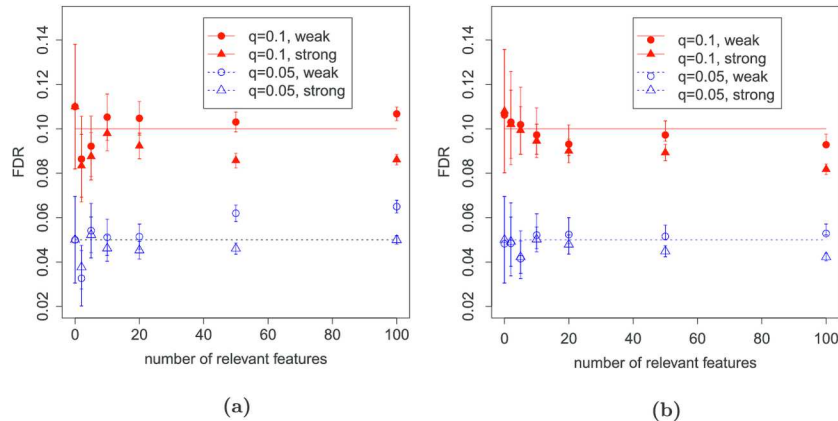 q=0.1, weak
q=0.1, strong
q=0.05, weak
q=0.05, strong
FDR
0.14
0.12
0.10
0.08
0.06
0.04
0.02
0 20 40 60 80 100
number of relevant features
(a)
q=0.1, weak
q=0.1, strong
q=0.05, weak
q=0.05, strong
FDR
0.14
0.12
0.10
0.08
0.06
0.04
0.02
0 20 40 60 80 100
number of relevant features
(b)